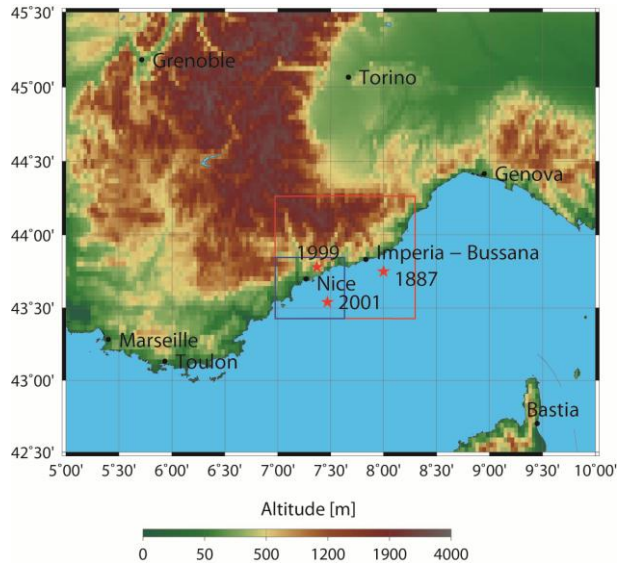 45°30'
Grenoble
45°00'
Torino
44°30'
Genova
44°00'
1999
Imperia – Bussana
1887
Nice
43°30'
2001
Marseille
Toulon
43°00'
Bastia
42°30'
5°00' 5°30' 6°00' 6°30' 7°00' 7°30' 8°00' 8°30' 9°00' 9°30' 10°00'
Altitude [m]
0 50 500 1200 1900 4000